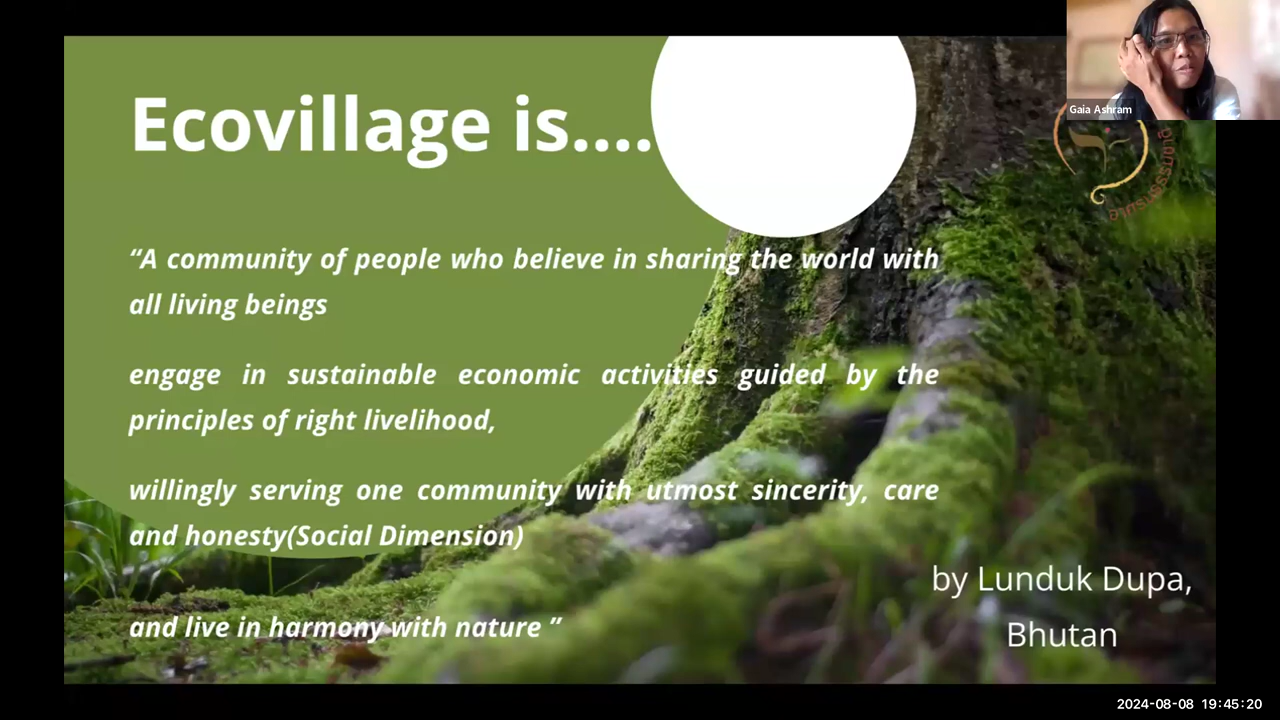 Gaia Ashram
Ecovillage is....
“A community of people who believe in sharing the world with
all living beings
engage in sustainable economic activities guided by the
principles of right livelihood,
willingly serving one community with utmost sincerity, care
and honesty(Social Dimension)
and live in harmony with nature ”
by Lunduk Dupa,
Bhutan
2024-08-08 19:45:20